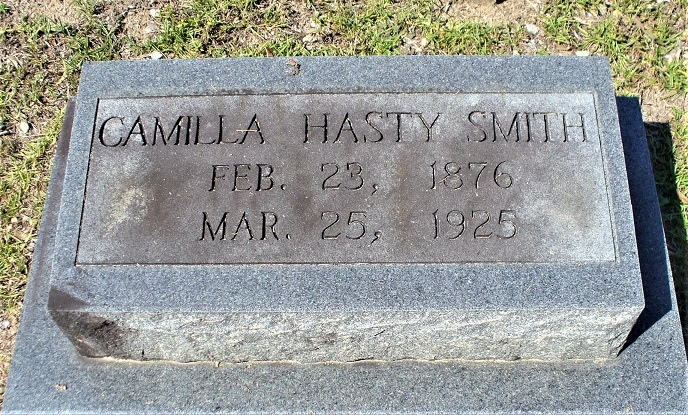 CAMILLA HASTY SMITH
FEB. 23, 1876
MAR. 25, 1925